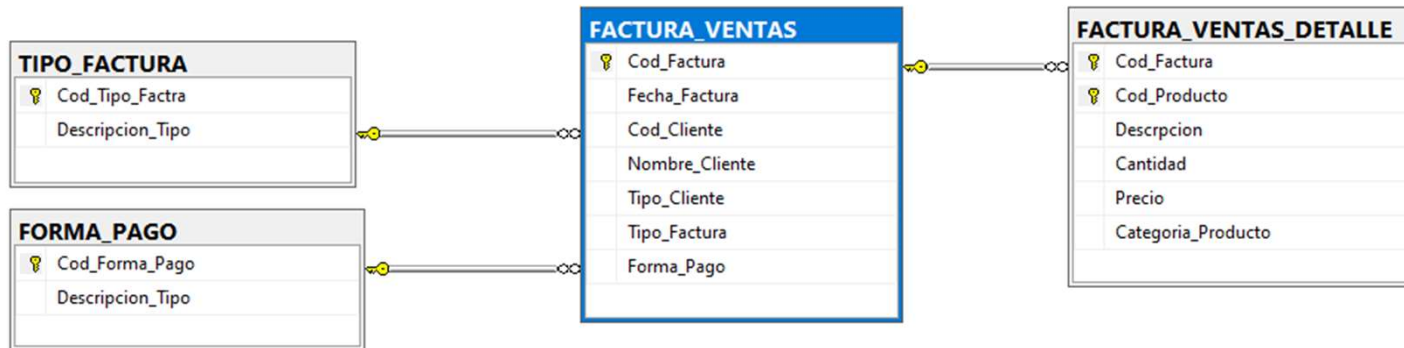 TIPO_FACTURA
Cod_Tipo_Factra
Descripcion_Tipo
FORMA_PAGO
Cod_Forma_Pago
Descripcion_Tipo
FACTURA_VENTAS
Cod_Factura
Fecha_Factura
Cod_Cliente
Nombre_Cliente
Tipo_Cliente
Tipo_Factura
Forma_Pago
FACTURA_VENTAS_DETALLE
Cod_Factura
Cod_Producto
Descrpcion
Cantidad
Precio
Categoria_Producto